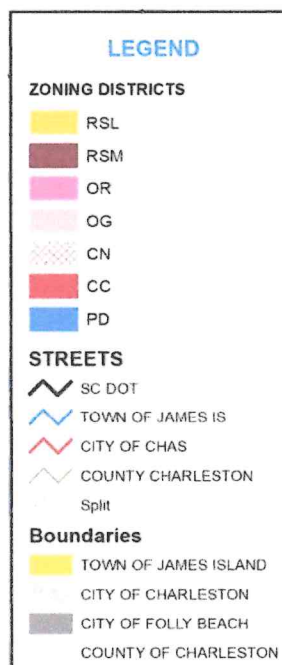 LEGEND
ZONING DISTRICTS
RSL
RSM
OR
OG
CN
CC
PD
STREETS
SC DOT
TOWN OF JAMES IS
CITY OF CHAS
COUNTY CHARLESTON
Split
Boundaries
TOWN OF JAMES ISLAND
CITY OF CHARLESTON
CITY OF FOLLY BEACH
COUNTY OF CHARLESTON